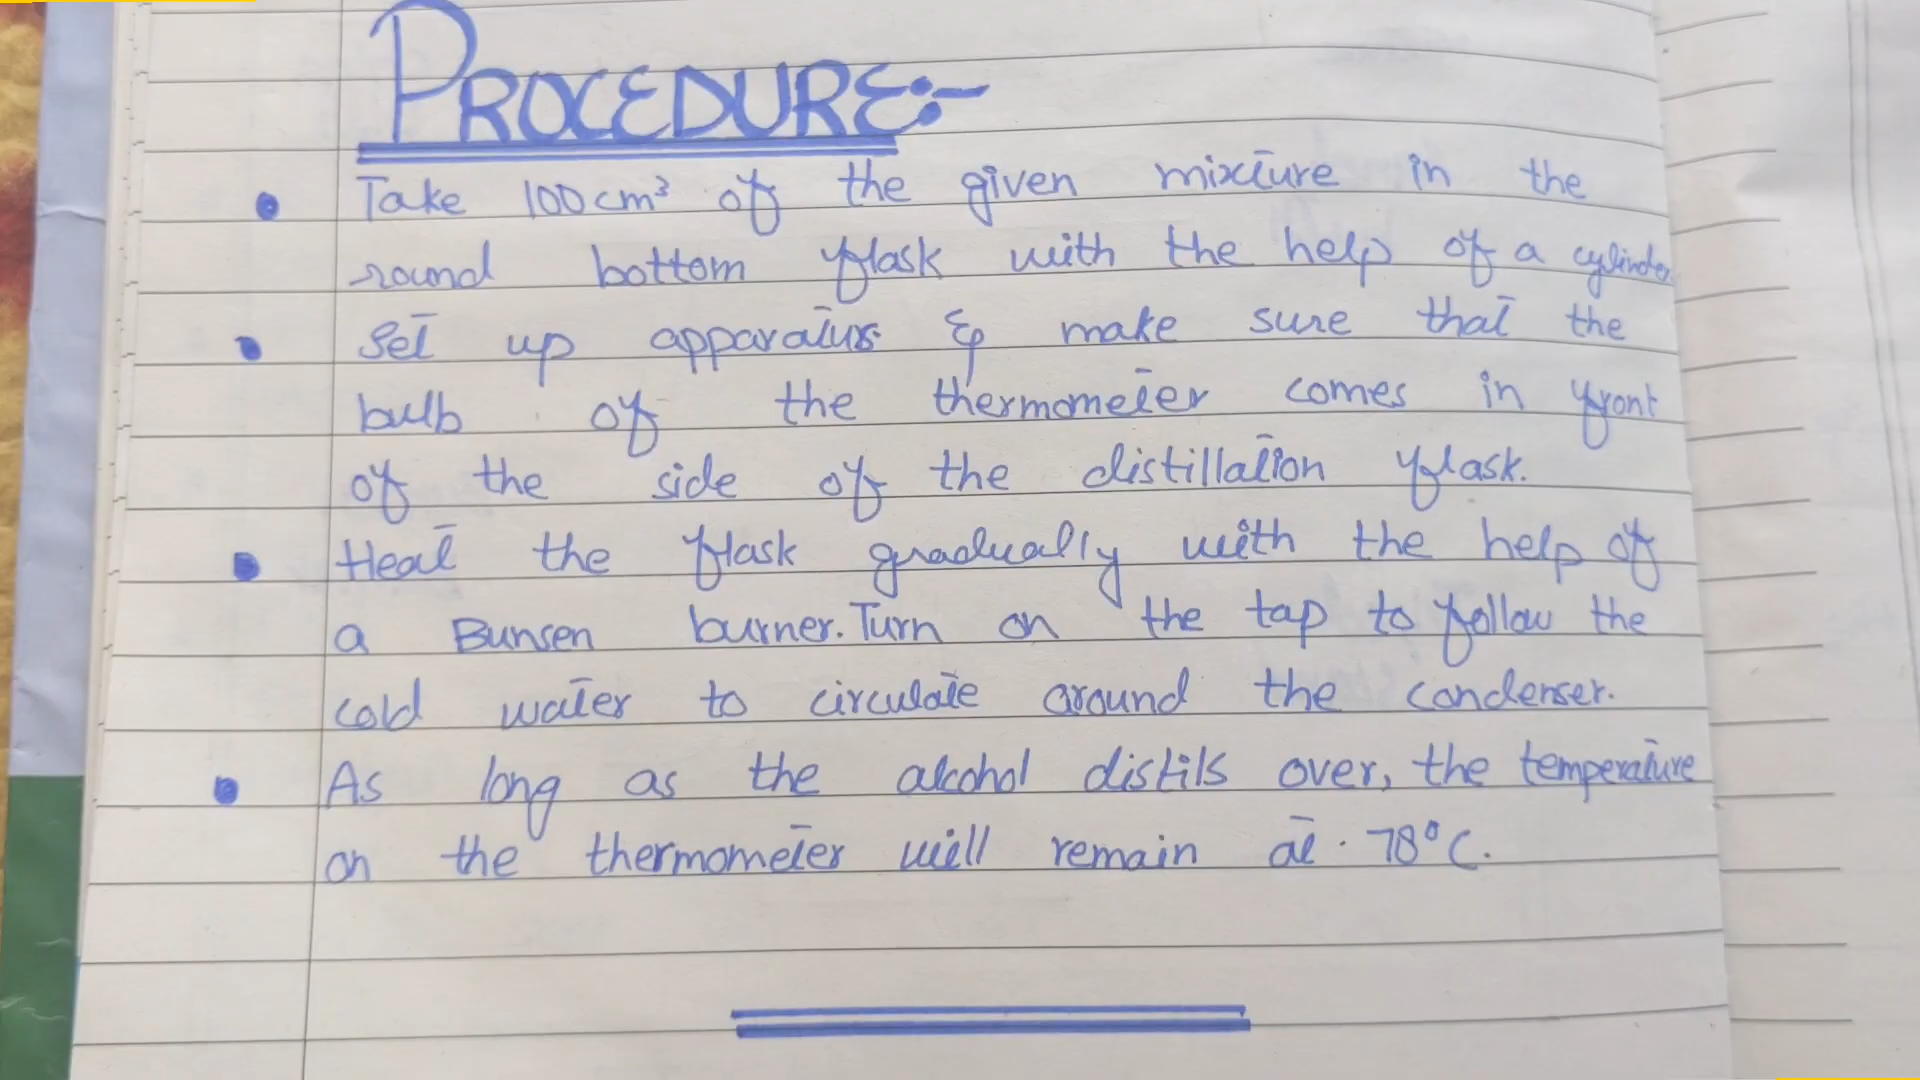 PROCEDURE:-
• Take 100cm³ of the given mixture in the
round bottom flask with the help of a cylinder
• Set up apparatus & make sure that the
bulb of the thermometer comes in front
of the side of the distillation flask.
• Heat the flask gradually with the help of
a Bunsen burner. Turn on the tap to follow the
cold water to circulate around the condenser.
• As long as the alcohol distils over, the temperature
on the thermometer will remain at 78°C.